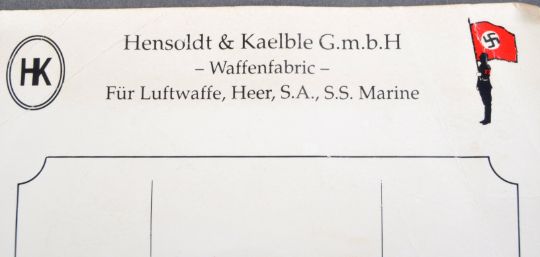 HK
Hensoldt & Kaelble G.m.b.H
– Waffenfabric –
Für Luftwaffe, Heer, S.A., S.S. Marine